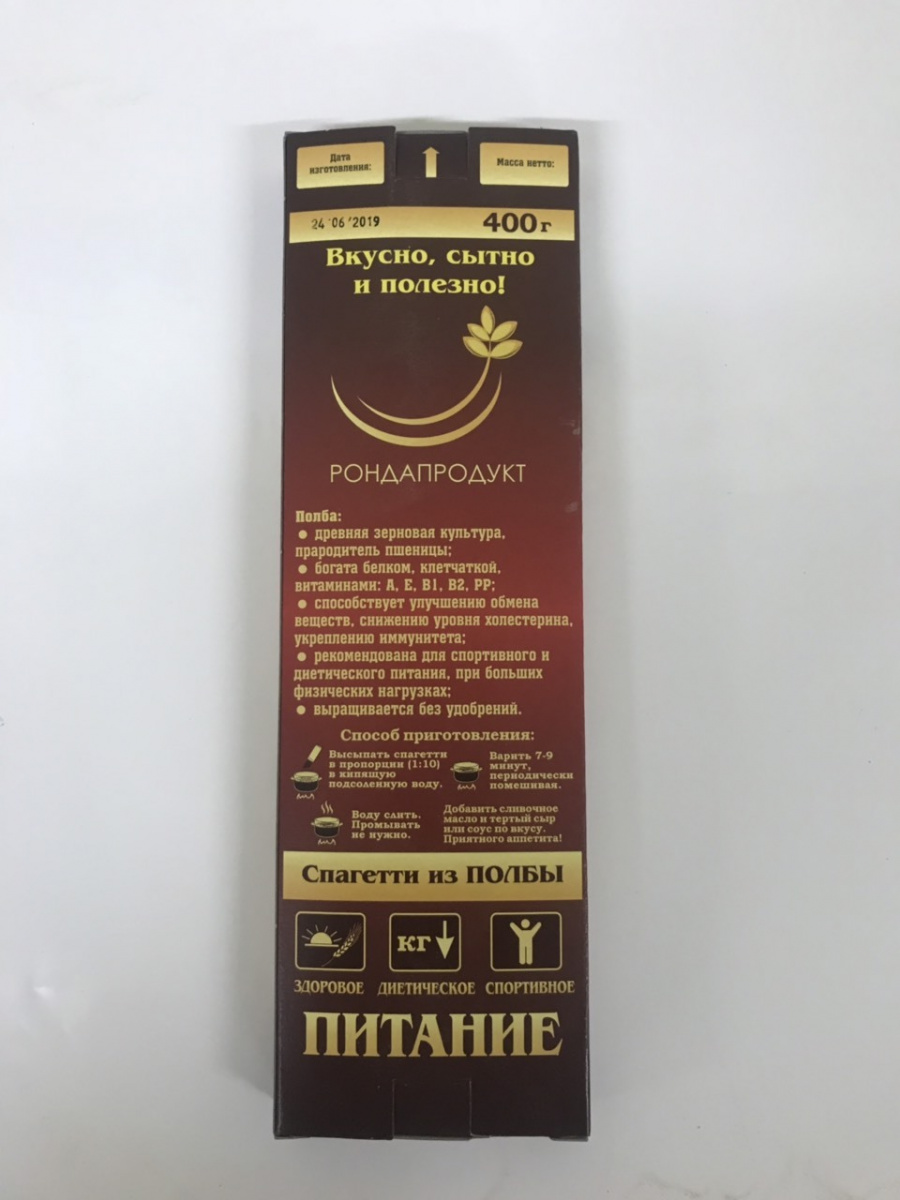 Дата
изготовления:
Масса нетто:
24 06 2019
400 г
Вкусно, сытно
и полезно!
РОНДАПРОДУКТ
Полба:
● древняя зерновая культура,
прародитель пшеницы;
● богата белком, клетчаткой,
витаминами: А, Е, В1, В2, РР;
● способствует улучшению обмена
веществ, снижению уровня холестерина,
укреплению иммунитета;
● рекомендована для спортивного и
диетического питания, при больших
физических нагрузках;
● выращивается без удобрений.
Способ приготовления:
Высыпать спагетти
в пропорции (1:10)
в кипящую
подсоленную воду.
Варить 7-9
минут,
периодически
помешивая.
Воду слить.
Промывать
не нужно.
Добавить сливочное
масло и тертый сыр
или соус по вкусу.
Приятного аппетита!
Спагетти из ПОЛБЫ
кг
ЗДОРОВОЕ ДИЕТИЧЕСКОЕ СПОРТИВНОЕ
ПИТАНИЕ